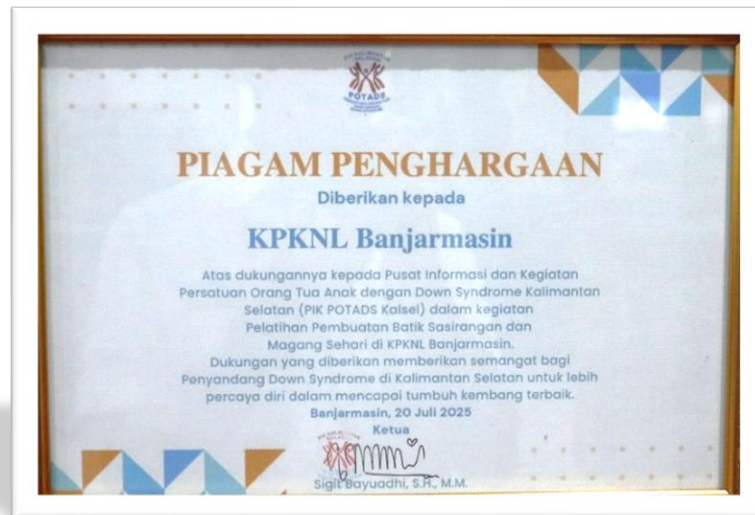 POTADS
PIAGAM PENGHARGAAN
Diberikan kepada
KPKNL Banjarmasin
Atas dukungannya kepada Pusat Informasi dan Kegiatan
Persatuan Orang Tua Anak dengan Down Syndrome Kalimantan
Selatan (PIK POTADS Kalsel) dalam kegiatan
Pelatihan Pembuatan Batik Sasirangan dan
Magang Sehari di KPKNL Banjarmasin.
Dukungan yang diberikan memberikan semangat bagi
Penyandang Down Syndrome di Kalimantan Selatan untuk lebih
percaya diri dalam mencapai tumbuh kembang terbaik.
Banjarmasin, 20 Juli 2025
Ketua
Sigit Bayuadhi, S.H., M.M.